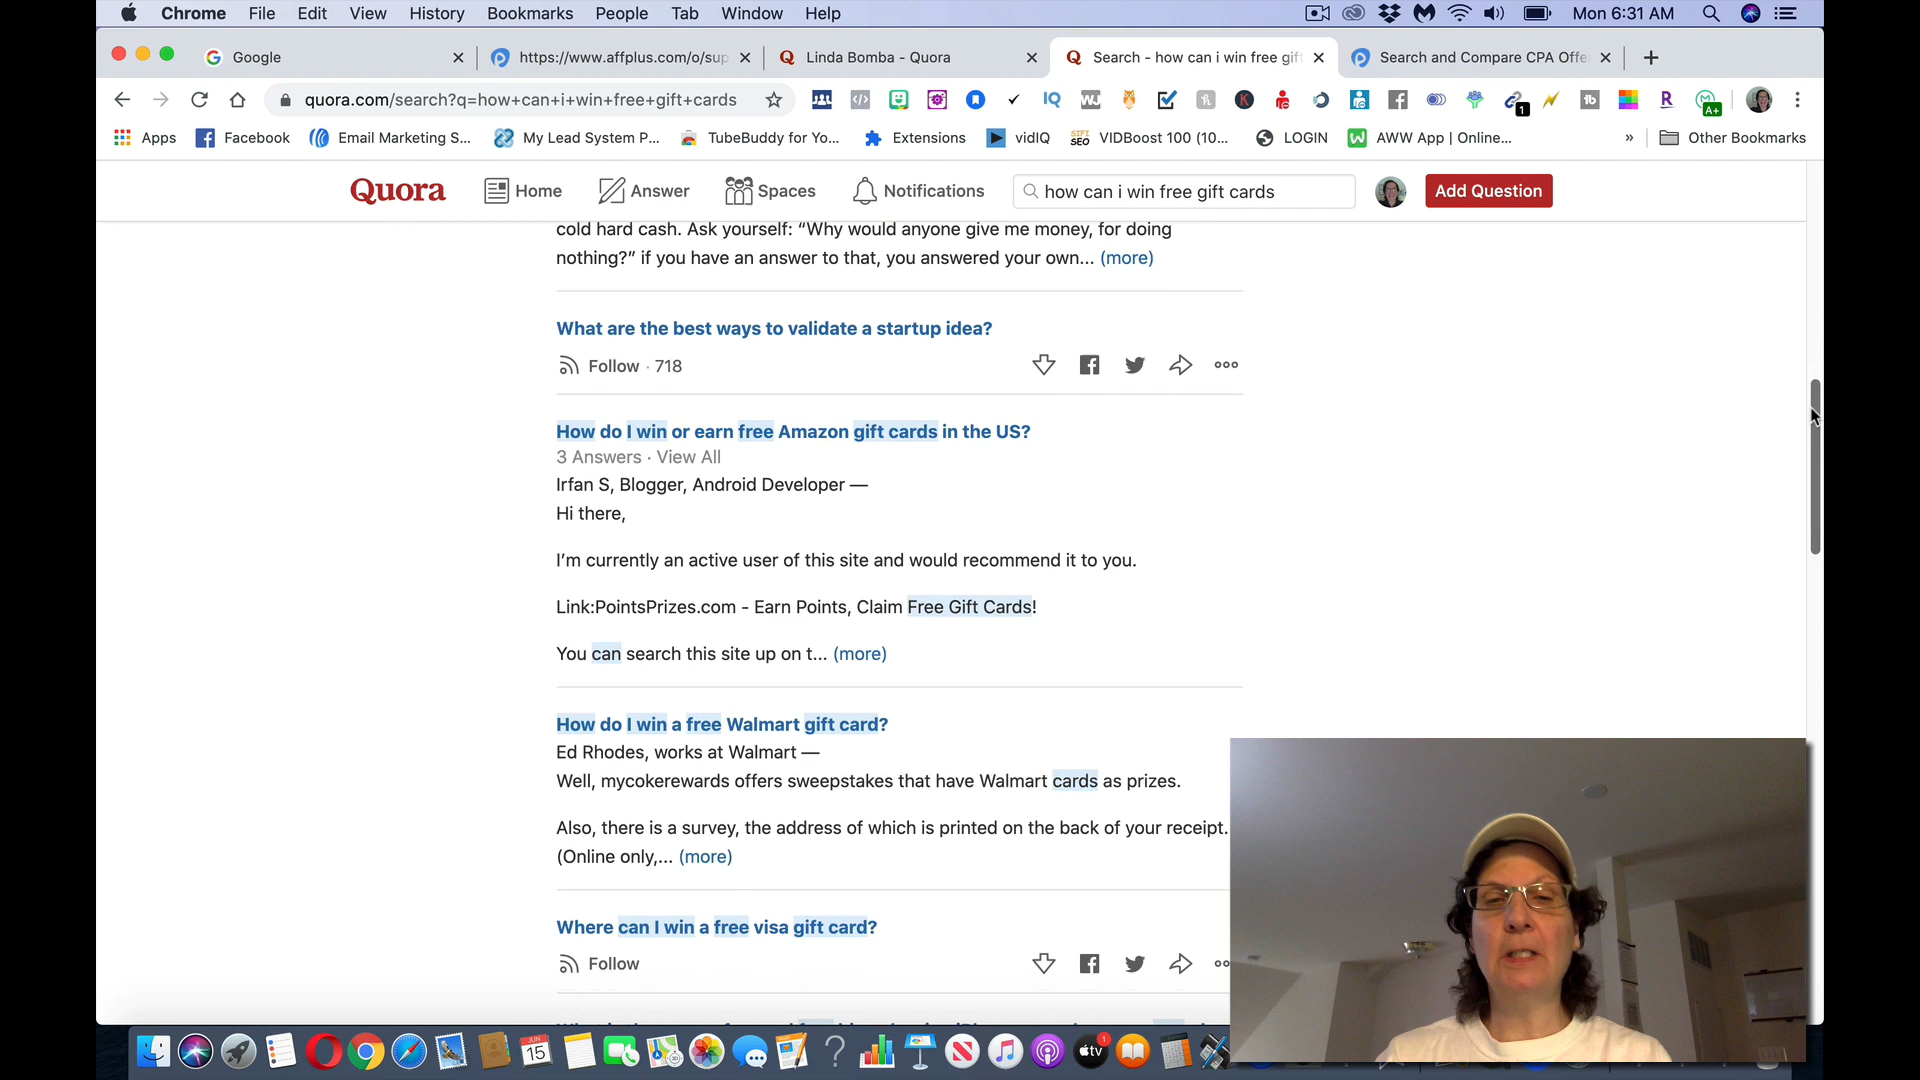 Chrome File Edit View History Bookmarks People Tab Window Help Mon 6:31 AM
Google https://www.affplus.com/o/sup Linda Bomba - Quora Search - how can i win free gift Search and Compare CPA Offe
quora.com/search?q=how+can+i+win+free+gift+cards
Apps Facebook Email Marketing S... My Lead System P... TubeBuddy for Yo... Extensions vidIQ VIDBoost 100 (10... LOGIN AWW App | Online... » Other Bookmarks
Quora Home Answer Spaces Notifications how can i win free gift cards Add Question
cold hard cash. Ask yourself: “Why would anyone give me money, for doing
nothing?” if you have an answer to that, you answered your own... (more)
What are the best ways to validate a startup idea?
Follow · 718
How do I win or earn free Amazon gift cards in the US?
3 Answers · View All
Irfan S, Blogger, Android Developer —
Hi there,
I’m currently an active user of this site and would recommend it to you.
Link:PointsPrizes.com - Earn Points, Claim Free Gift Cards!
You can search this site up on t... (more)
How do I win a free Walmart gift card?
Ed Rhodes, works at Walmart —
Well, mycokerewards offers sweepstakes that have Walmart cards as prizes.
Also, there is a survey, the address of which is printed on the back of your receipt.
(Online only,... (more)
Where can I win a free visa gift card?
Follow
JUN
15
tv
1